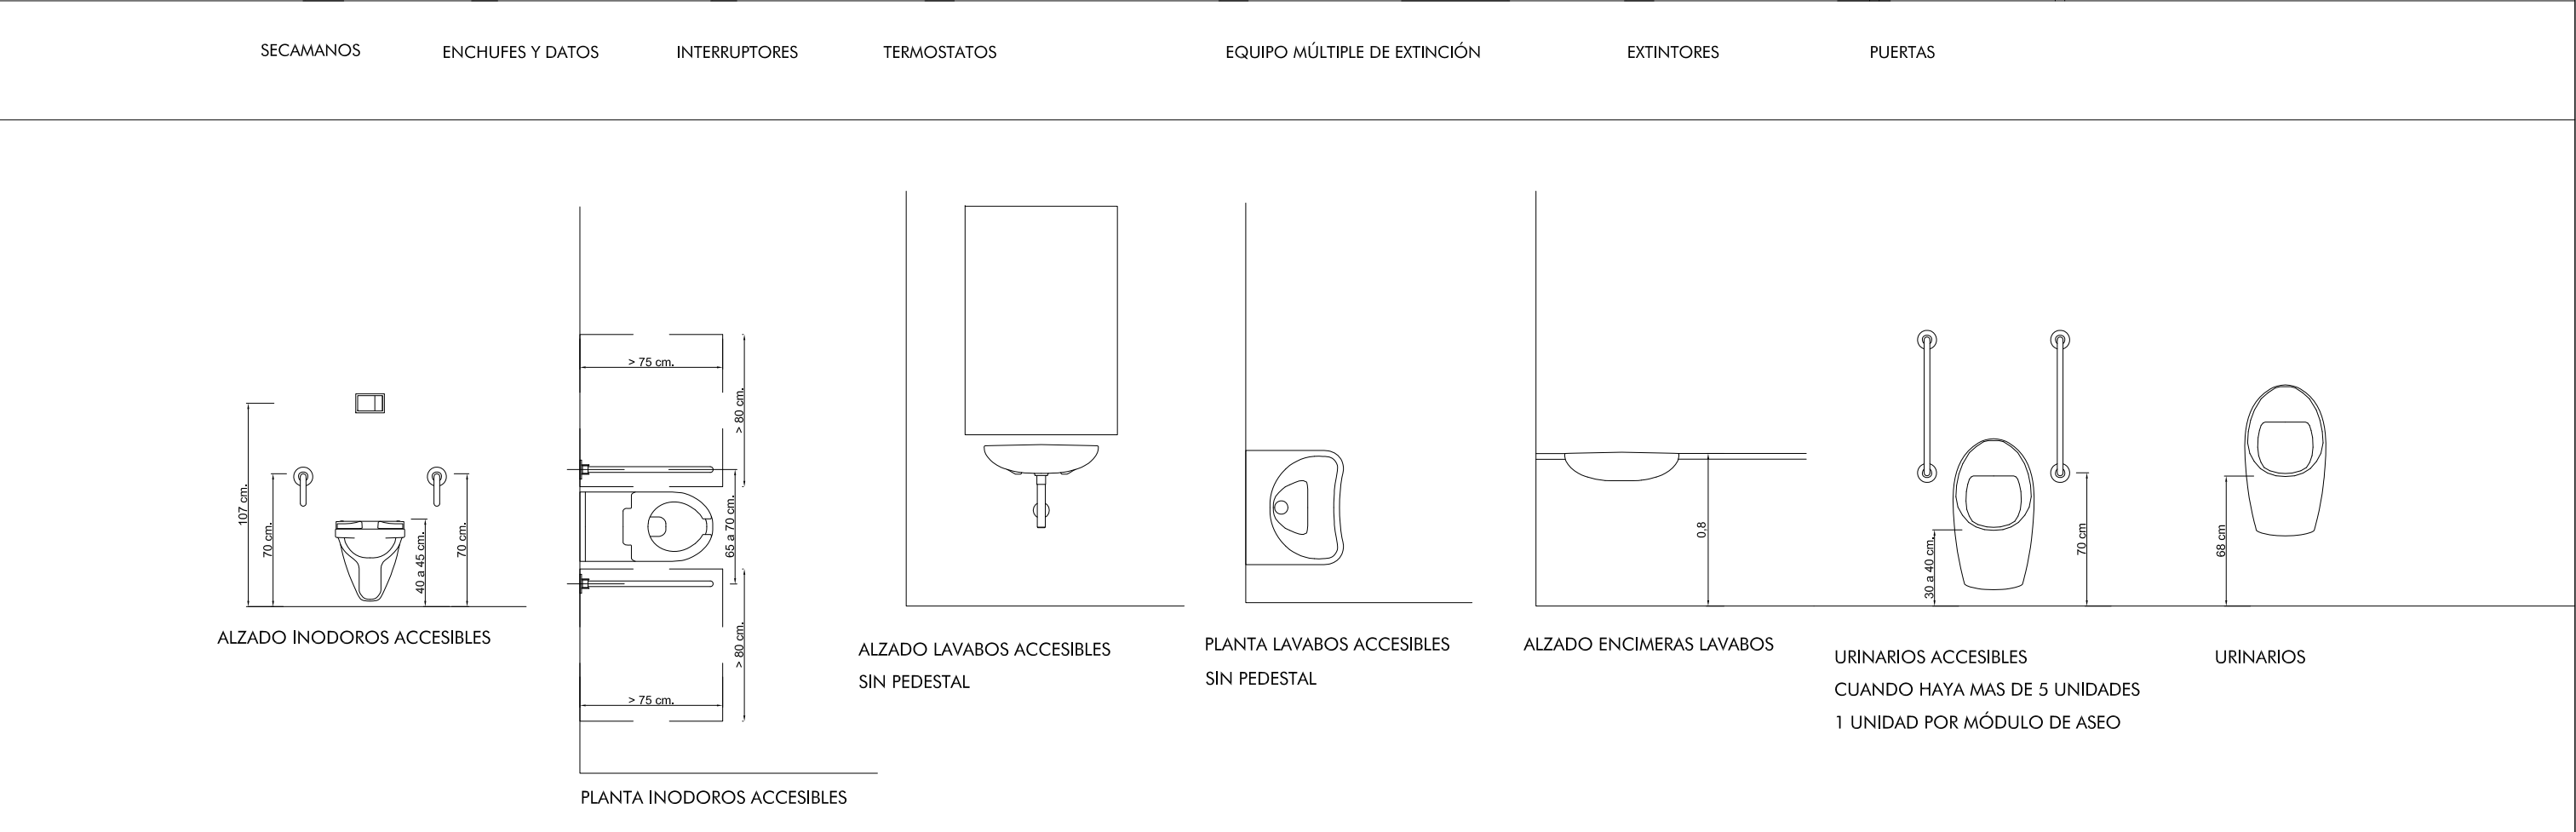 SECAMANOS
ENCHUFES Y DATOS
INTERRUPTORES
TERMOSTATOS
EQUIPO MÚLTIPLE DE EXTINCIÓN
EXTINTORES
PUERTAS
107 cm.
70 cm.
40 a 45 cm.
70 cm.
ALZADO INODOROS ACCESIBLES
> 75 cm.
> 80 cm.
65 a 70 cm.
> 80 cm.
> 75 cm.
PLANTA INODOROS ACCESIBLES
ALZADO LAVABOS ACCESIBLES
SIN PEDESTAL
PLANTA LAVABOS ACCESIBLES
SIN PEDESTAL
0,8
ALZADO ENCIMERAS LAVABOS
30 a 40 cm.
70 cm
URINARIOS ACCESIBLES
CUANDO HAYA MAS DE 5 UNIDADES
1 UNIDAD POR MÓDULO DE ASEO
68 cm
URINARIOS